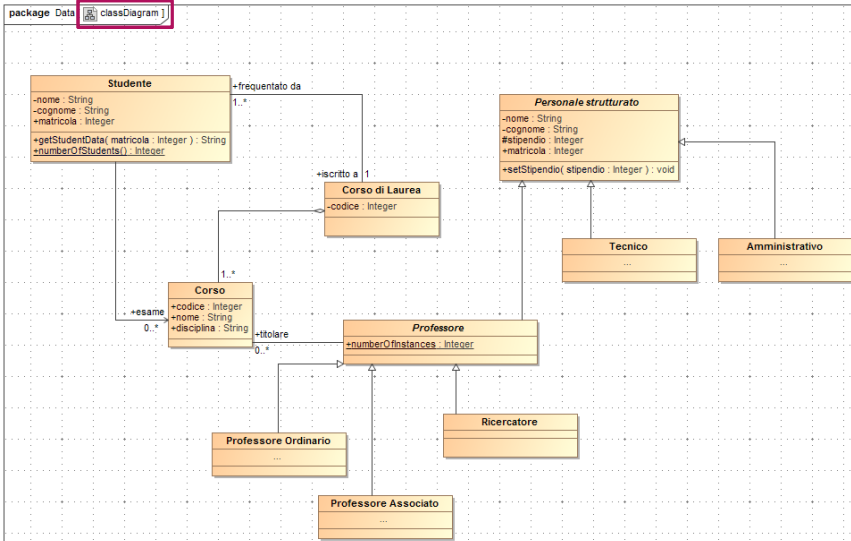 package Data[ classDiagram ]
Studente
-nome : String
-cognome : String
+matricola : Integer
+getStudentData( matricola : Integer ) : String
+numberOfStudents() : Integer
+frequentato da
1..*
Personale strutturato
-nome : String
-cognome : String
#stipendio : Integer
+matricola : Integer
+setStipendio( stipendio : Integer ) : void
+iscritto a
1
Corso di Laurea
-codice : Integer
Tecnico
...
Amministrativo
...
1..*
Corso
+codice : Integer
+nome : String
+disciplina : String
+esame
0..*
+titolare
0..*
Professore
+numberOfInstances : Integer
Ricercatore
Professore Ordinario
...
Professore Associato
...